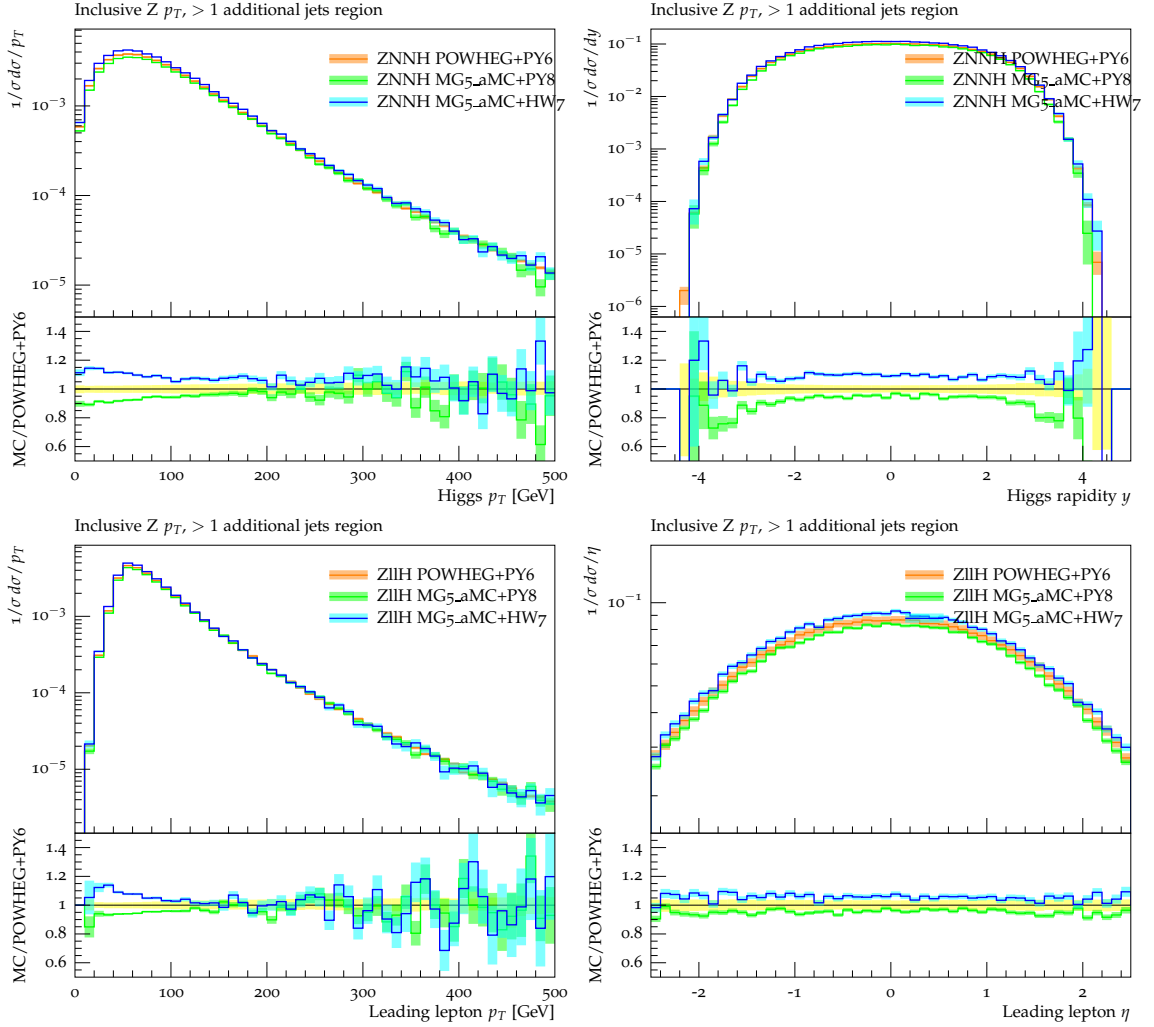 Inclusive Z pT, > 1 additional jets region
1/σ dσ/pT
ZNNH POWHEG+PY6
ZNNH MG5_aMC+PY8
ZNNH MG5_aMC+HW7
10⁻³
10⁻⁴
10⁻⁵
MC/POWHEG+PY6
1.4
1.2
1
0.8
0.6
0 100 200 300 400 500
Higgs pT [GeV]
Inclusive Z pT, > 1 additional jets region
1/σ dσ/dy
ZNNH POWHEG+PY6
ZNNH MG5_aMC+PY8
ZNNH MG5_aMC+HW7
10⁻¹
10⁻²
10⁻³
10⁻⁴
10⁻⁵
10⁻⁶
MC/POWHEG+PY6
1.4
1.2
1
0.8
0.6
-4 -2 0 2 4
Higgs rapidity y
Inclusive Z pT, > 1 additional jets region
1/σ dσ/pT
ZllH POWHEG+PY6
ZllH MG5_aMC+PY8
ZllH MG5_aMC+HW7
10⁻³
10⁻⁴
10⁻⁵
MC/POWHEG+PY6
1.4
1.2
1
0.8
0.6
0 100 200 300 400 500
Leading lepton pT [GeV]
Inclusive Z pT, > 1 additional jets region
1/σ dσ/η
ZllH POWHEG+PY6
ZllH MG5_aMC+PY8
ZllH MG5_aMC+HW7
10⁻¹
MC/POWHEG+PY6
1.4
1.2
1
0.8
0.6
-2 -1 0 1 2
Leading lepton η